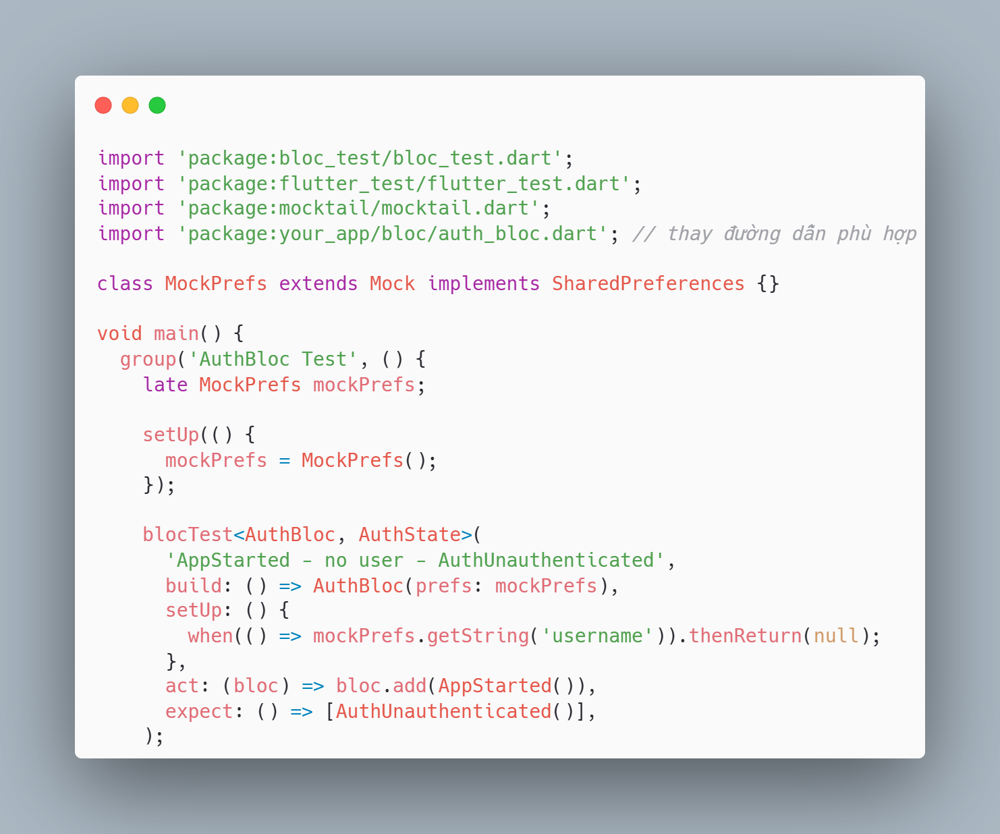 import 'package:bloc_test/bloc_test.dart';
import 'package:flutter_test/flutter_test.dart';
import 'package:mocktail/mocktail.dart';
import 'package:your_app/bloc/auth_bloc.dart'; // thay đường dẫn phù hợp
class MockPrefs extends Mock implements SharedPreferences {}
void main() {
  group('AuthBloc Test', () {
    late MockPrefs mockPrefs;
    setUp(() {
      mockPrefs = MockPrefs();
    });
    blocTest<AuthBloc, AuthState>(
      'AppStarted - no user - AuthUnauthenticated',
      build: () => AuthBloc(prefs: mockPrefs),
      setUp: () {
        when(() => mockPrefs.getString('username')).thenReturn(null);
      },
      act: (bloc) => bloc.add(AppStarted()),
      expect: () => [AuthUnauthenticated()],
    );